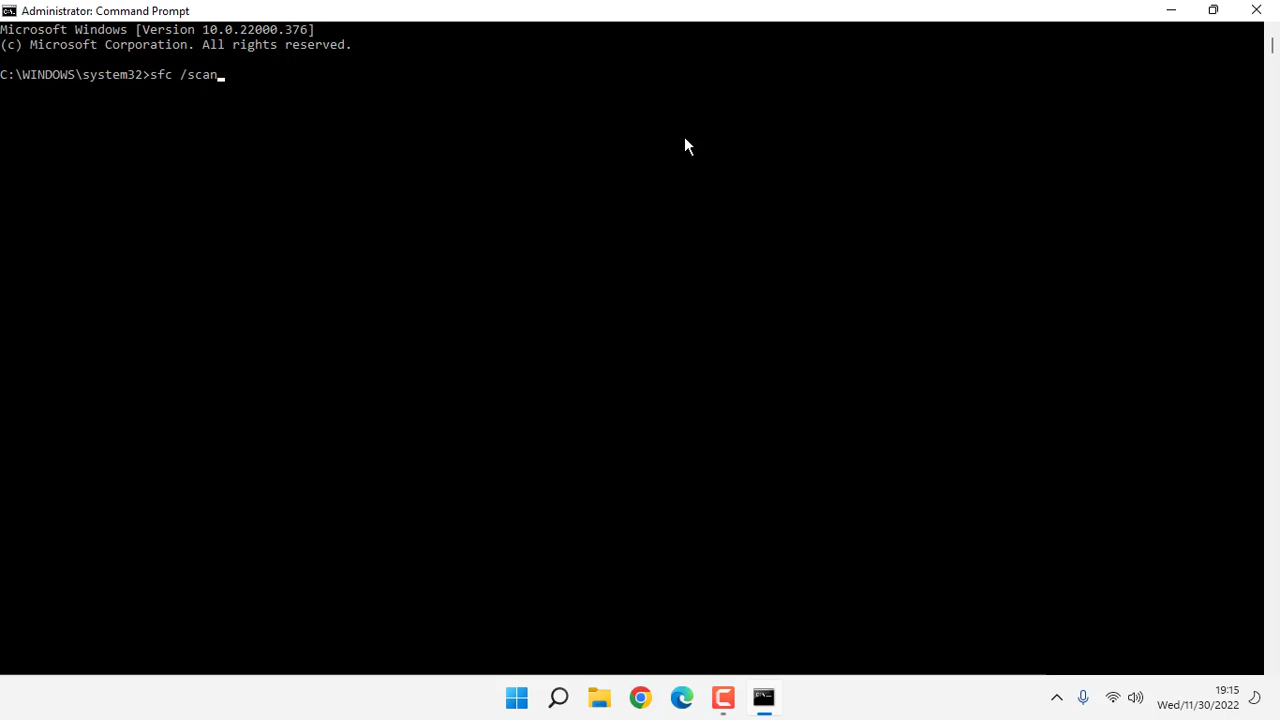 Administrator: Command Prompt
Microsoft Windows [Version 10.0.22000.376]
(c) Microsoft Corporation. All rights reserved.
C:\WINDOWS\system32>sfc /scan
19:15
Wed/11/30/2022